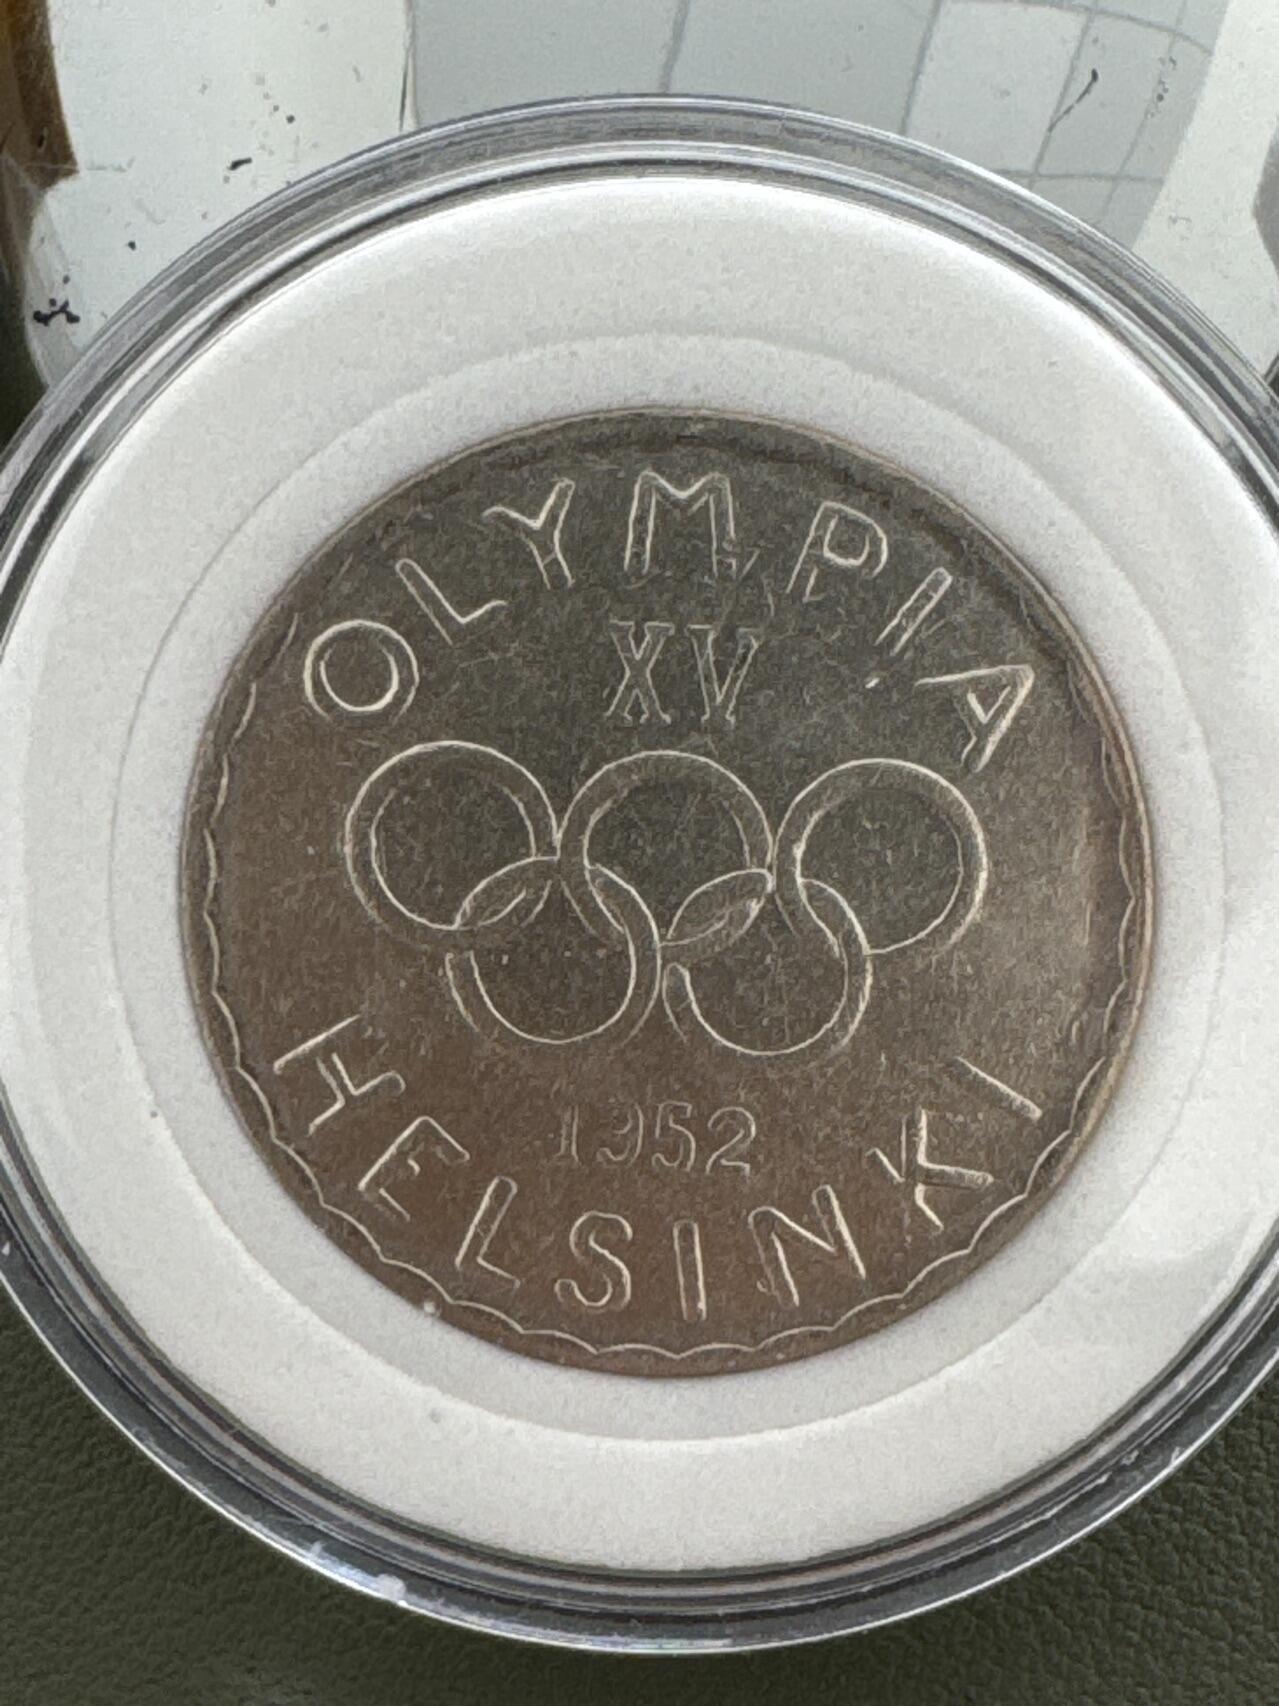 OLYMPIA
XV
1952
HELSINKI